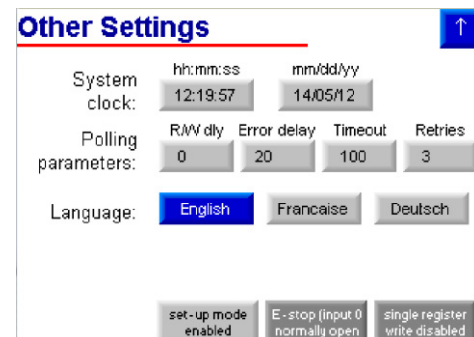 Other Settings ↑
hh:mm:ss mm/dd/yy
System clock: 12:19:57 14/05/12
R/W dly Error delay Timeout Retries
Polling parameters: 0 20 100 3
Language: English Francaise Deutsch
set-up mode enabled
E-stop (input 0 normally open
single register write disabled